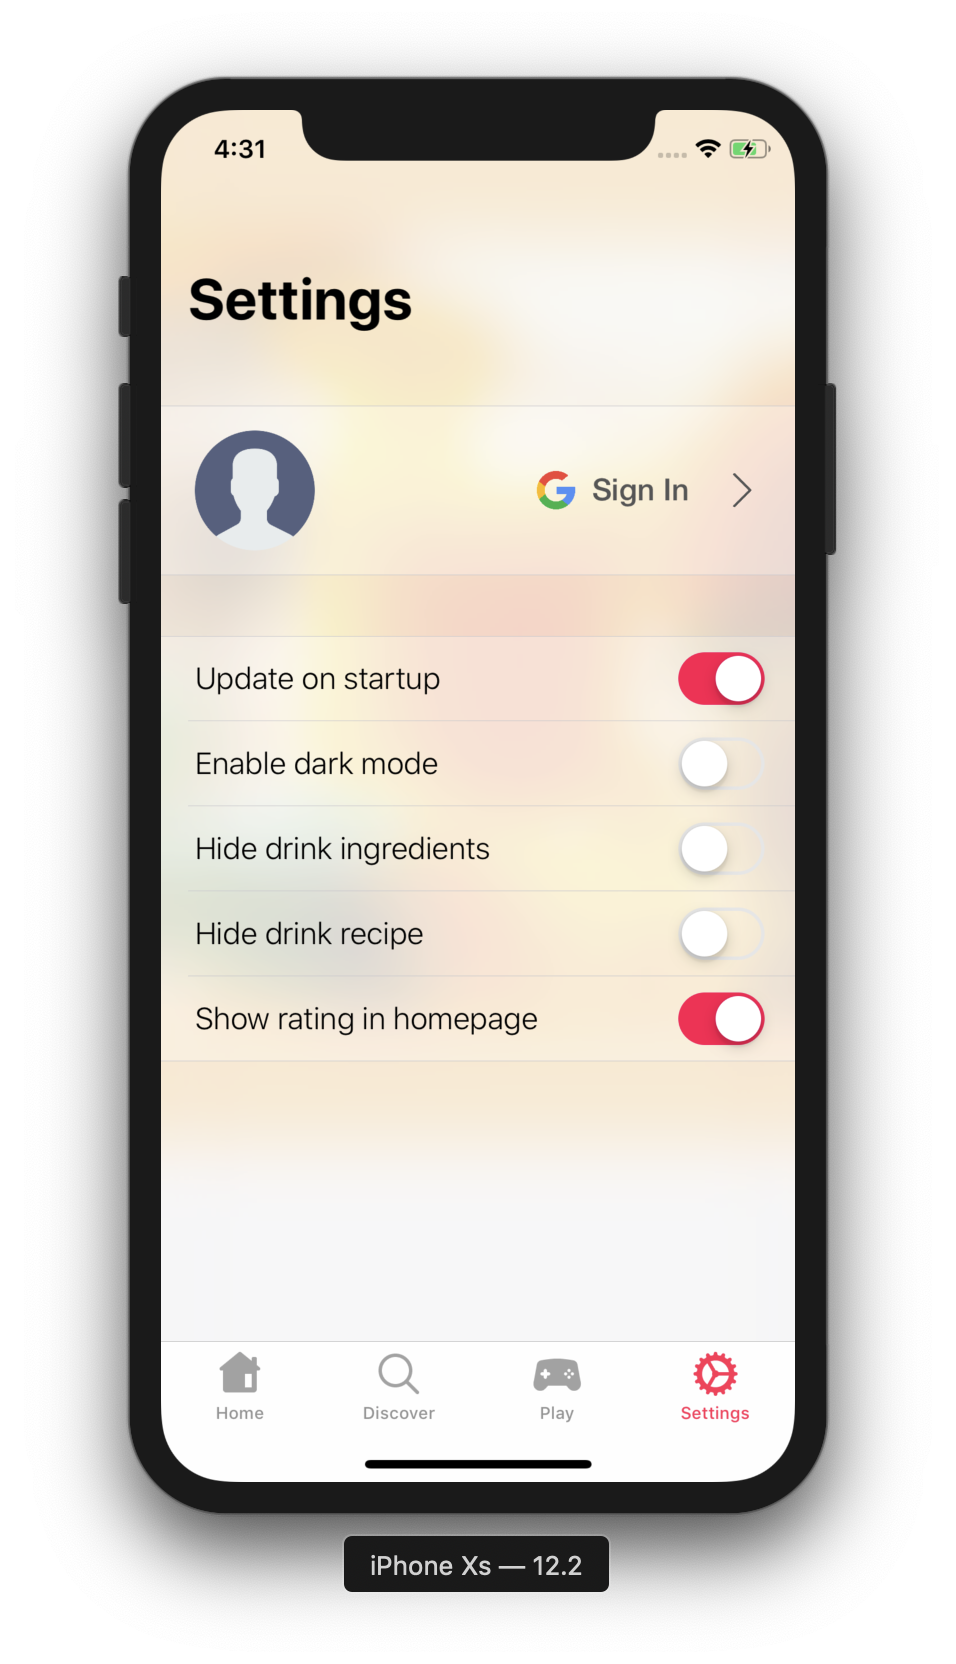 4:31
Settings
Sign In
Update on startup
Enable dark mode
Hide drink ingredients
Hide drink recipe
Show rating in homepage
Home Discover Play Settings
iPhone Xs — 12.2